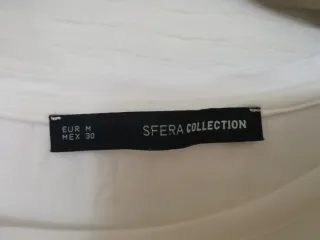 EUR M
MEX 30
SFERA COLLECTION